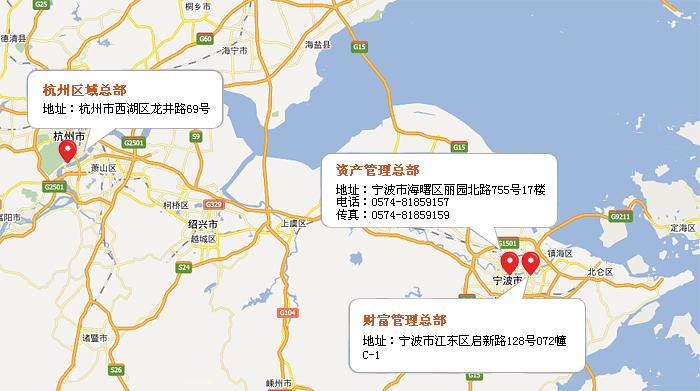 G25
桐乡市
德清县
G60
海宁市
海盐县
G15
杭州区域总部
地址：杭州市西湖区龙井路69号
杭州市
G2501
S9
G15
萧山区
G2501
资产管理总部
地址：宁波市海曙区丽园北路755号17楼
电话：0574-81859157
传真：0574-81859159
柯桥区
G329
富阳市
绍兴市
上虞区
越城区
G9211
定海区
G1501
镇海区
北仑区
S24
宁波市
G104
财富管理总部
地址：宁波市江东区启新路128号072幢
C-1
诸暨市
S26
G15
嵊州市